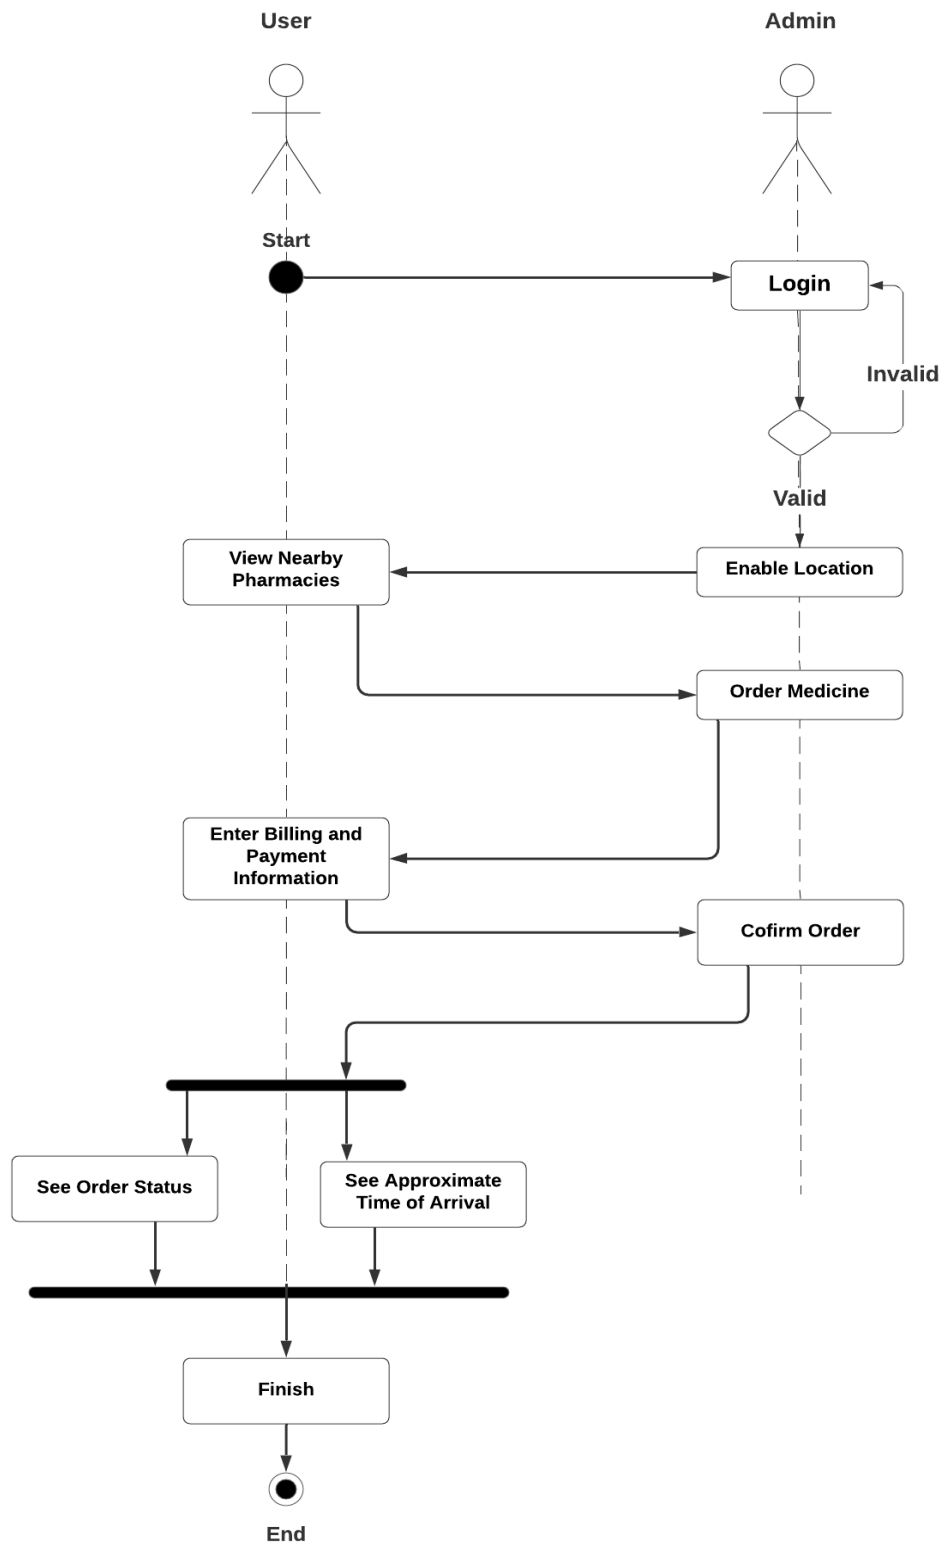 User
Admin
Start
Login
Invalid
Valid
View Nearby
Pharmacies
Enable Location
Order Medicine
Enter Billing and
Payment
Information
Cofirm Order
See Order Status
See Approximate
Time of Arrival
Finish
End